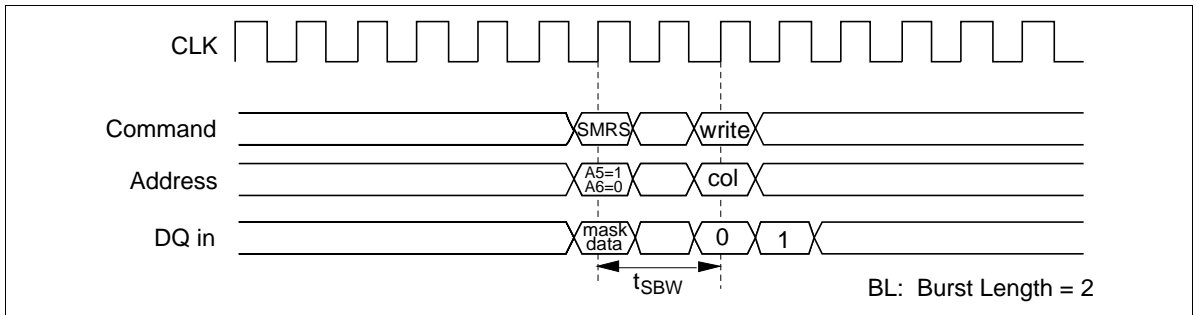 CLK
Command SMRS write
Address A5=1 A6=0 col
DQ in mask data 0 1
tSBW
BL: Burst Length = 2